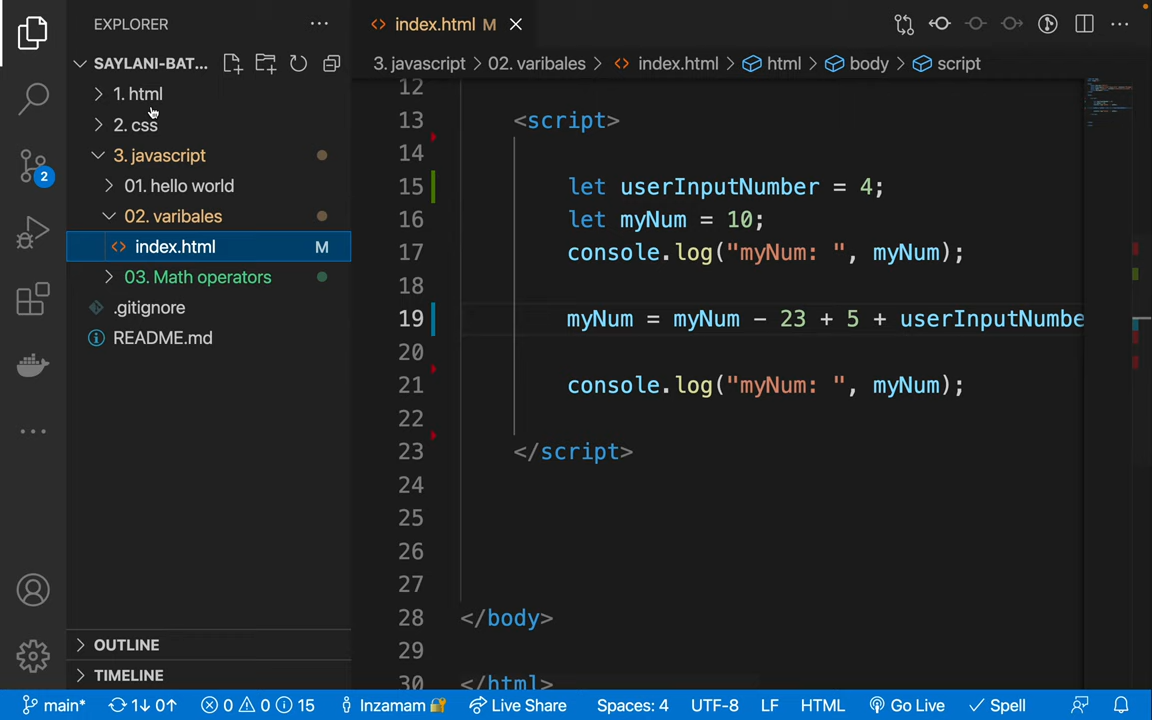 EXPLORER
SAYLANI-BAT...
1. html
2. css
3. javascript
01. hello world
02. varibales
index.html M
03. Math operators
.gitignore
README.md
OUTLINE
TIMELINE
2
index.html M
3. javascript > 02. varibales > index.html > html > body > script
12
13 <script>
14
15 let userInputNumber = 4;
16 let myNum = 10;
17 console.log("myNum: ", myNum);
18
19 myNum = myNum - 23 + 5 + userInputNumbe
20
21 console.log("myNum: ", myNum);
22
23 </script>
24
25
26
27
28 </body>
29
30 </html>
main* 1↓ 0↑ 0 0 15 Inzamam Live Share Spaces: 4 UTF-8 LF HTML Go Live Spell